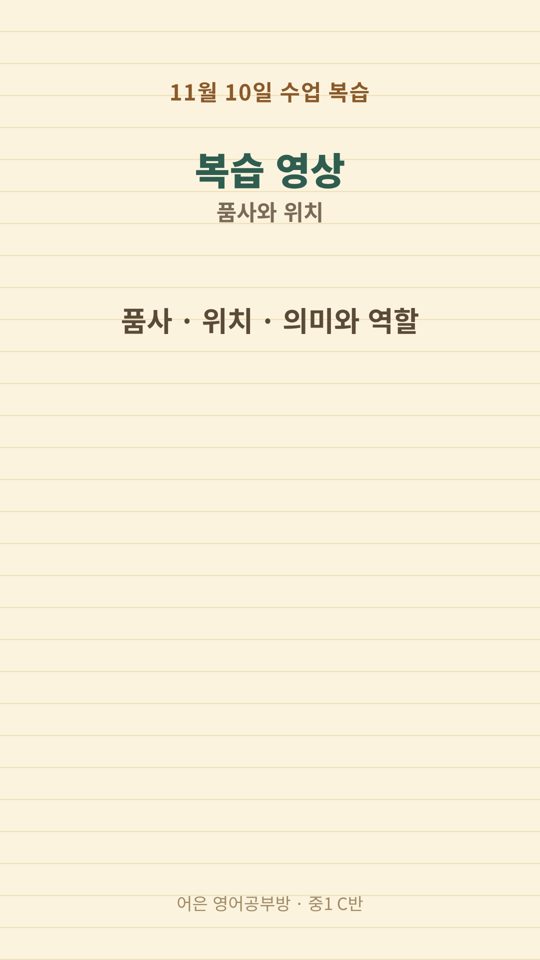 11월 10일 수업 복습
복습 영상
품사와 위치
품사 · 위치 · 의미와 역할
어은 영어공부방 · 중1 C반